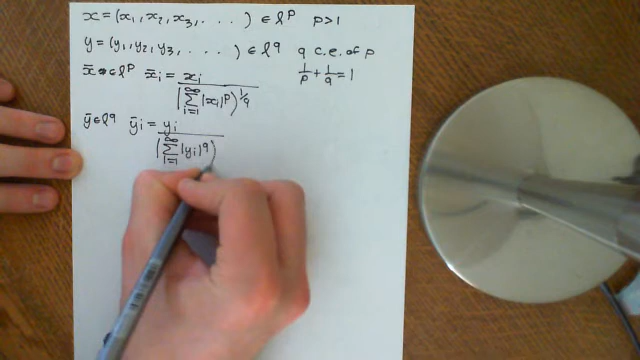 x = (x₁, x₂, x₃, . . . ) ∈ lᵖ p>1
y = (y₁, y₂, y₃, . . . ) ∈ l^q q c.e. of p
x̄ ∈ lᵖ x̄ᵢ = xᵢ / (∑_{i=1}^{∞} |xᵢ|ᵖ)^{1/q} 1/p + 1/q = 1
ȳ ∈ l^q ȳᵢ = yᵢ / (∑_{i=1}^{∞} |yᵢ|^q)